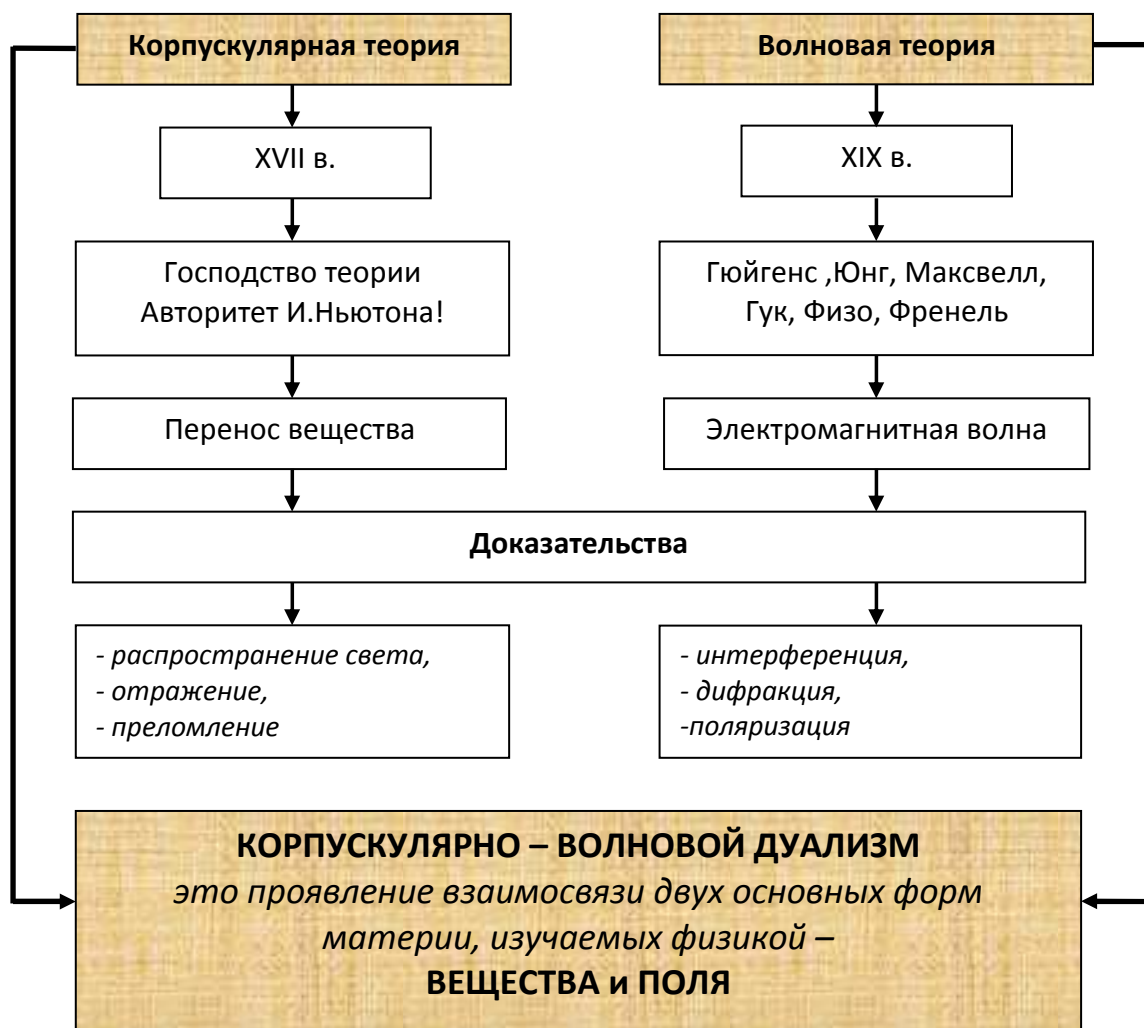 Корпускулярная теория
Волновая теория
XVII в.
XIX в.
Господство теории
Авторитет И.Ньютона!
Гюйгенс ,Юнг, Максвелл,
Гук, Физо, Френель
Перенос вещества
Электромагнитная волна
Доказательства
- распространение света,
- отражение,
- преломление
- интерференция,
- дифракция,
-поляризация
КОРПУСКУЛЯРНО – ВОЛНОВОЙ ДУАЛИЗМ
это проявление взаимосвязи двух основных форм
материи, изучаемых физикой –
ВЕЩЕСТВА и ПОЛЯ